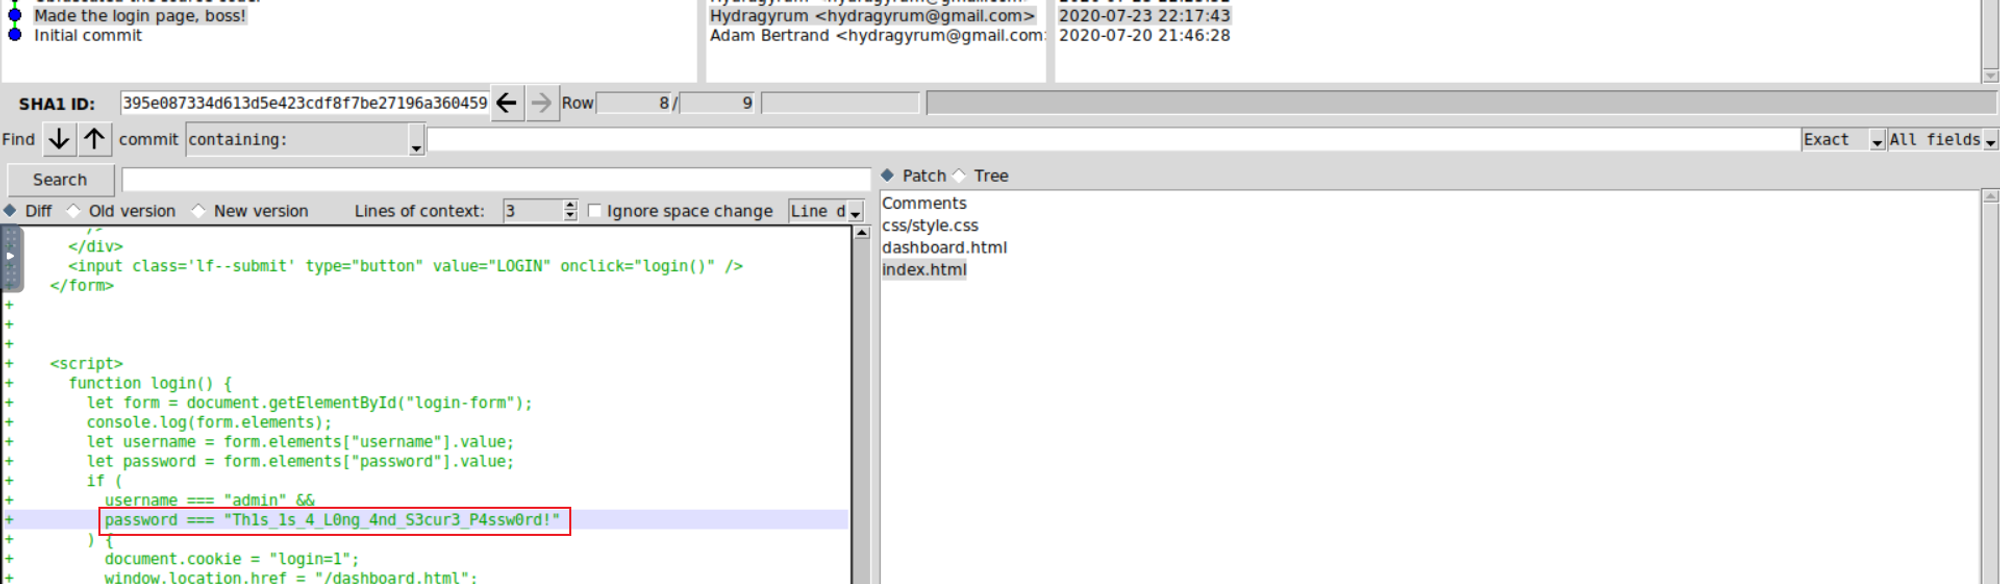 Made the login page, boss!
Hydragyrum <hydragyrum@gmail.com>
2020-07-23 22:17:43
Initial commit
Adam Bertrand <hydragyrum@gmail.com>
2020-07-20 21:46:28
SHA1 ID: 395e087334d613d5e423cdf8f7be27196a360459 Row 8 / 9
Find commit containing: Exact All fields
Search
Diff Old version New version Lines of context: 3 Ignore space change Line d
Patch Tree
Comments
css/style.css
dashboard.html
index.html
/>
</div>
<input class='lf--submit' type="button" value="LOGIN" onclick="login()" />
</form>
+
+
+
+ <script>
+ function login() {
+ let form = document.getElementById("login-form");
+ console.log(form.elements);
+ let username = form.elements["username"].value;
+ let password = form.elements["password"].value;
+ if (
+ username === "admin" &&
+ password === "Th1s_1s_4_L0ng_4nd_S3cur3_P4ssw0rd!"
+ ) {
+ document.cookie = "login=1";
+ window.location.href = "/dashboard.html";